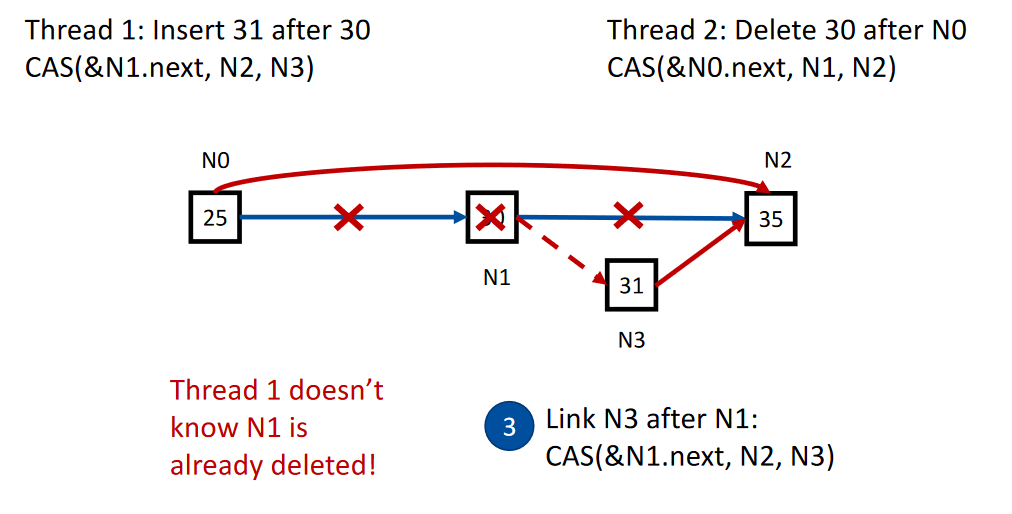 Thread 1: Insert 31 after 30
CAS(&N1.next, N2, N3)
Thread 2: Delete 30 after N0
CAS(&N0.next, N1, N2)
N0
N2
25
30
35
N1
31
N3
Thread 1 doesn’t
know N1 is
already deleted!
3
Link N3 after N1:
CAS(&N1.next, N2, N3)